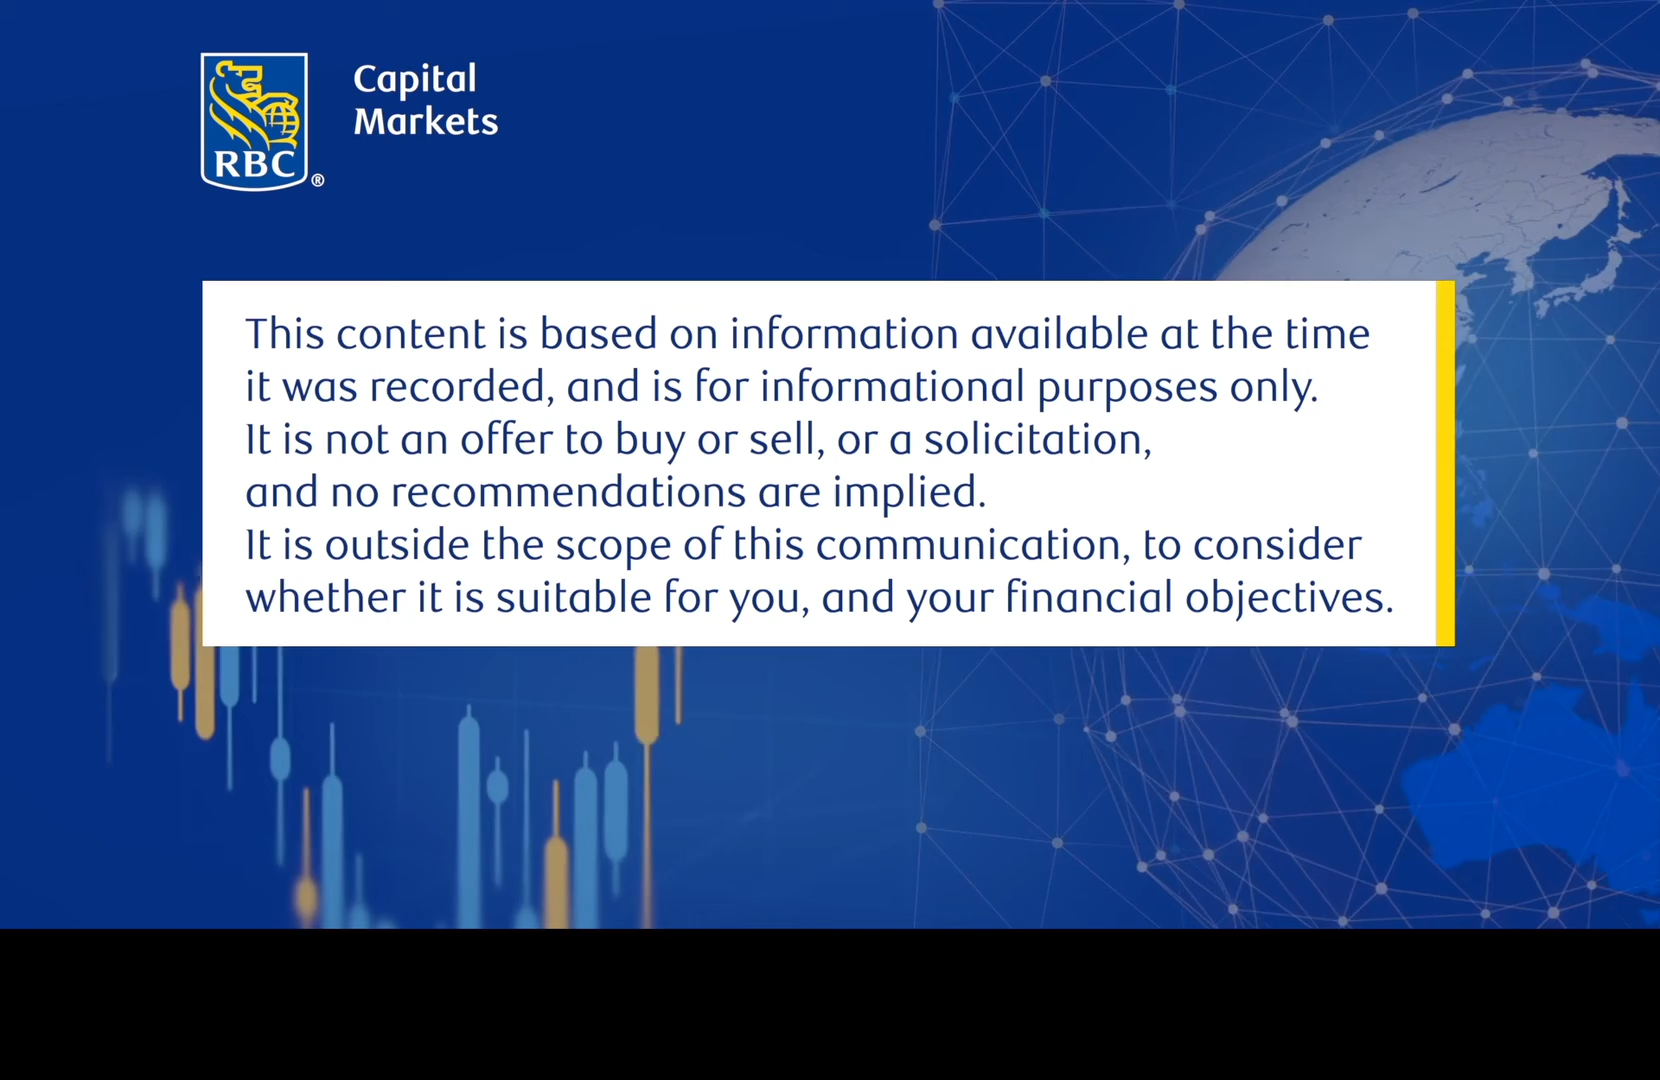 RBC
®
Capital
Markets
This content is based on information available at the time
it was recorded, and is for informational purposes only.
It is not an offer to buy or sell, or a solicitation,
and no recommendations are implied.
It is outside the scope of this communication, to consider
whether it is suitable for you, and your financial objectives.